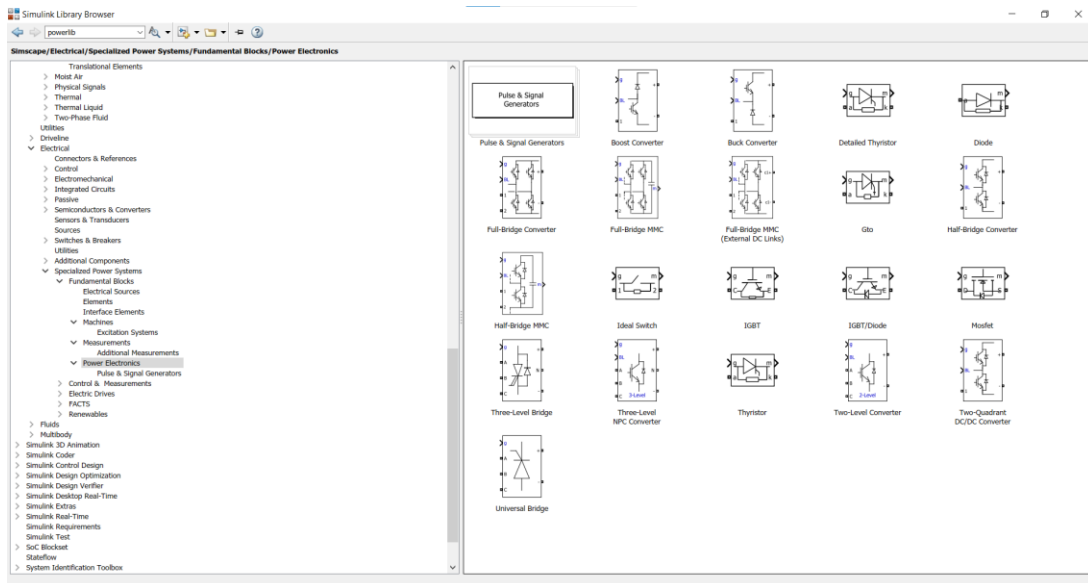 Simulink Library Browser
powerlib
Simscape/Electrical/Specialized Power Systems/Fundamental Blocks/Power Electronics
Translational Elements
Moist Air
Physical Signals
Thermal
Thermal Liquid
Two-Phase Fluid
Utilities
Driveline
Electrical
Connectors & References
Control
Electromechanical
Integrated Circuits
Passive
Semiconductors & Converters
Sensors & Transducers
Sources
Switches & Breakers
Utilities
Additional Components
Specialized Power Systems
Fundamental Blocks
Electrical Sources
Elements
Interface Elements
Machines
Excitation Systems
Measurements
Additional Measurements
Power Electronics
Pulse & Signal Generators
Control & Measurements
Electric Drives
FACTS
Renewables
Fluids
Multibody
Simulink 3D Animation
Simulink Coder
Simulink Control Design
Simulink Design Optimization
Simulink Design Verifier
Simulink Desktop Real-Time
Simulink Extras
Simulink Real-Time
Simulink Requirements
Simulink Test
SoC Blockset
Stateflow
System Identification Toolbox
Pulse & Signal
Generators
Pulse & Signal Generators
Boost Converter
Buck Converter
Detailed Thyristor
Diode
Full-Bridge Converter
Full-Bridge MMC
Full-Bridge MMC
(External DC Links)
Gto
Half-Bridge Converter
Half-Bridge MMC
Ideal Switch
IGBT
IGBT/Diode
Mosfet
Three-Level Bridge
3-Level
Three-Level
NPC Converter
Thyristor
2-Level
Two-Level Converter
Two-Quadrant
DC/DC Converter
Universal Bridge